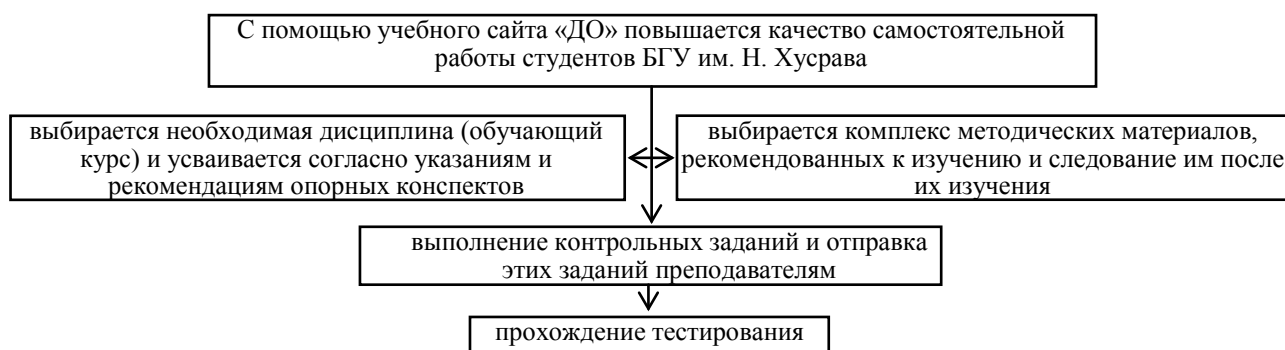 С помощью учебного сайта «ДО» повышается качество самостоятельной
работы студентов БГУ им. Н. Хусрава
выбирается необходимая дисциплина (обучающий
курс) и усваивается согласно указаниям и
рекомендациям опорных конспектов
выбирается комплекс методических материалов,
рекомендованных к изучению и следование им после
их изучения
выполнение контрольных заданий и отправка
этих заданий преподавателям
прохождение тестирования